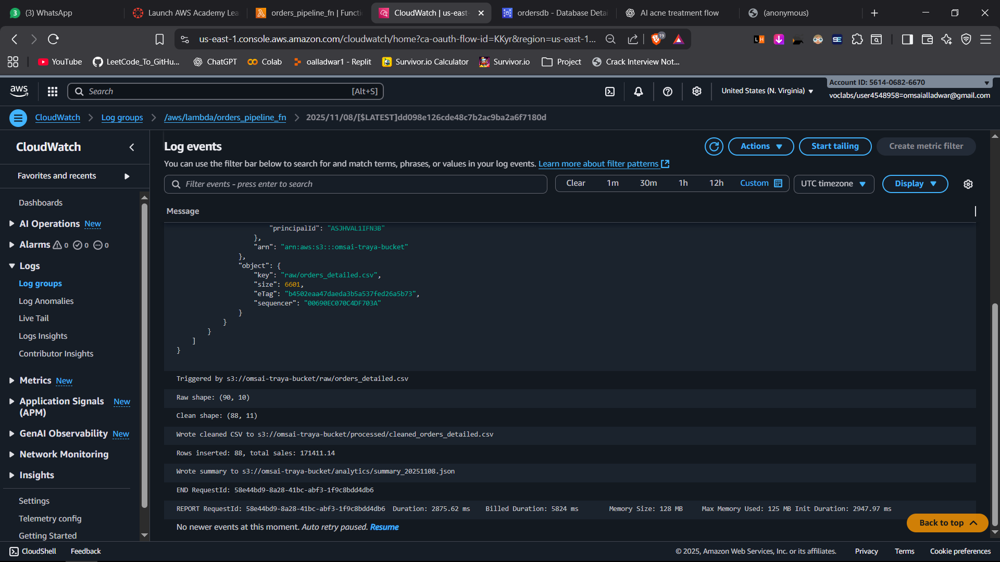 3
(3) WhatsApp
Launch AWS Academy Lea
orders_pipeline_fn | Functi
CloudWatch | us-east-
ordersdb - Database Detai
AI acne treatment flow
(anonymous)
us-east-1.console.aws.amazon.com/cloudwatch/home?ca-oauth-flow-id=KKyr&region=us-east-1...
19
LH
SE
YouTube
LeetCode_To_GitHu...
ChatGPT
Colab
oalladwar1 - Replit
Survivor.io Calculator
Survivor.io
Project
Crack Interview Not...
aws
Search
[Alt+S]
United States (N. Virginia)
Account ID: 5614-0682-6670
voclabs/user4548958=omsaialladwar@gmail.com
CloudWatch
Log groups
/aws/lambda/orders_pipeline_fn
2025/11/08/[$LATEST]dd098e126cde48c7b2ac9ba2a6f7180d
CloudWatch
Favorites and recents
Dashboards
AI Operations New
Alarms 0 0 0
Logs
Log groups
Log Anomalies
Live Tail
Logs Insights
Contributor Insights
Metrics New
Application Signals (APM) New
GenAI Observability New
Network Monitoring
Insights
Settings
Telemetry config
Getting Started
Log events
Actions
Start tailing
Create metric filter
You can use the filter bar below to search for and match terms, phrases, or values in your log events. Learn more about filter patterns
Filter events - press enter to search
Clear
1m
30m
1h
12h
Custom
UTC timezone
Display
Message
"principalId": "ASJHVAL1IFN3B"
},
"arn": "arn:aws:s3:::omsai-traya-bucket"
},
"object": {
"key": "raw/orders_detailed.csv",
"size": 6601,
"eTag": "b4502eaa47daeda3b5a537fed26a5b73",
"sequencer": "00690EC070C4DF703A"
}
}
}
]
}
Triggered by s3://omsai-traya-bucket/raw/orders_detailed.csv
Raw shape: (90, 10)
Clean shape: (88, 11)
Wrote cleaned CSV to s3://omsai-traya-bucket/processed/cleaned_orders_detailed.csv
Rows inserted: 88, total sales: 171411.14
Wrote summary to s3://omsai-traya-bucket/analytics/summary_20251108.json
END RequestId: 58e44bd9-8a28-41bc-abf3-1f9c8bdd4db6
REPORT RequestId: 58e44bd9-8a28-41bc-abf3-1f9c8bdd4db6 Duration: 2875.62 ms Billed Duration: 5824 ms Memory Size: 128 MB Max Memory Used: 125 MB Init Duration: 2947.97 ms
No newer events at this moment. Auto retry paused. Resume
Back to top
CloudShell
Feedback
© 2025, Amazon Web Services, Inc. or its affiliates.
Privacy
Terms
Cookie preferences